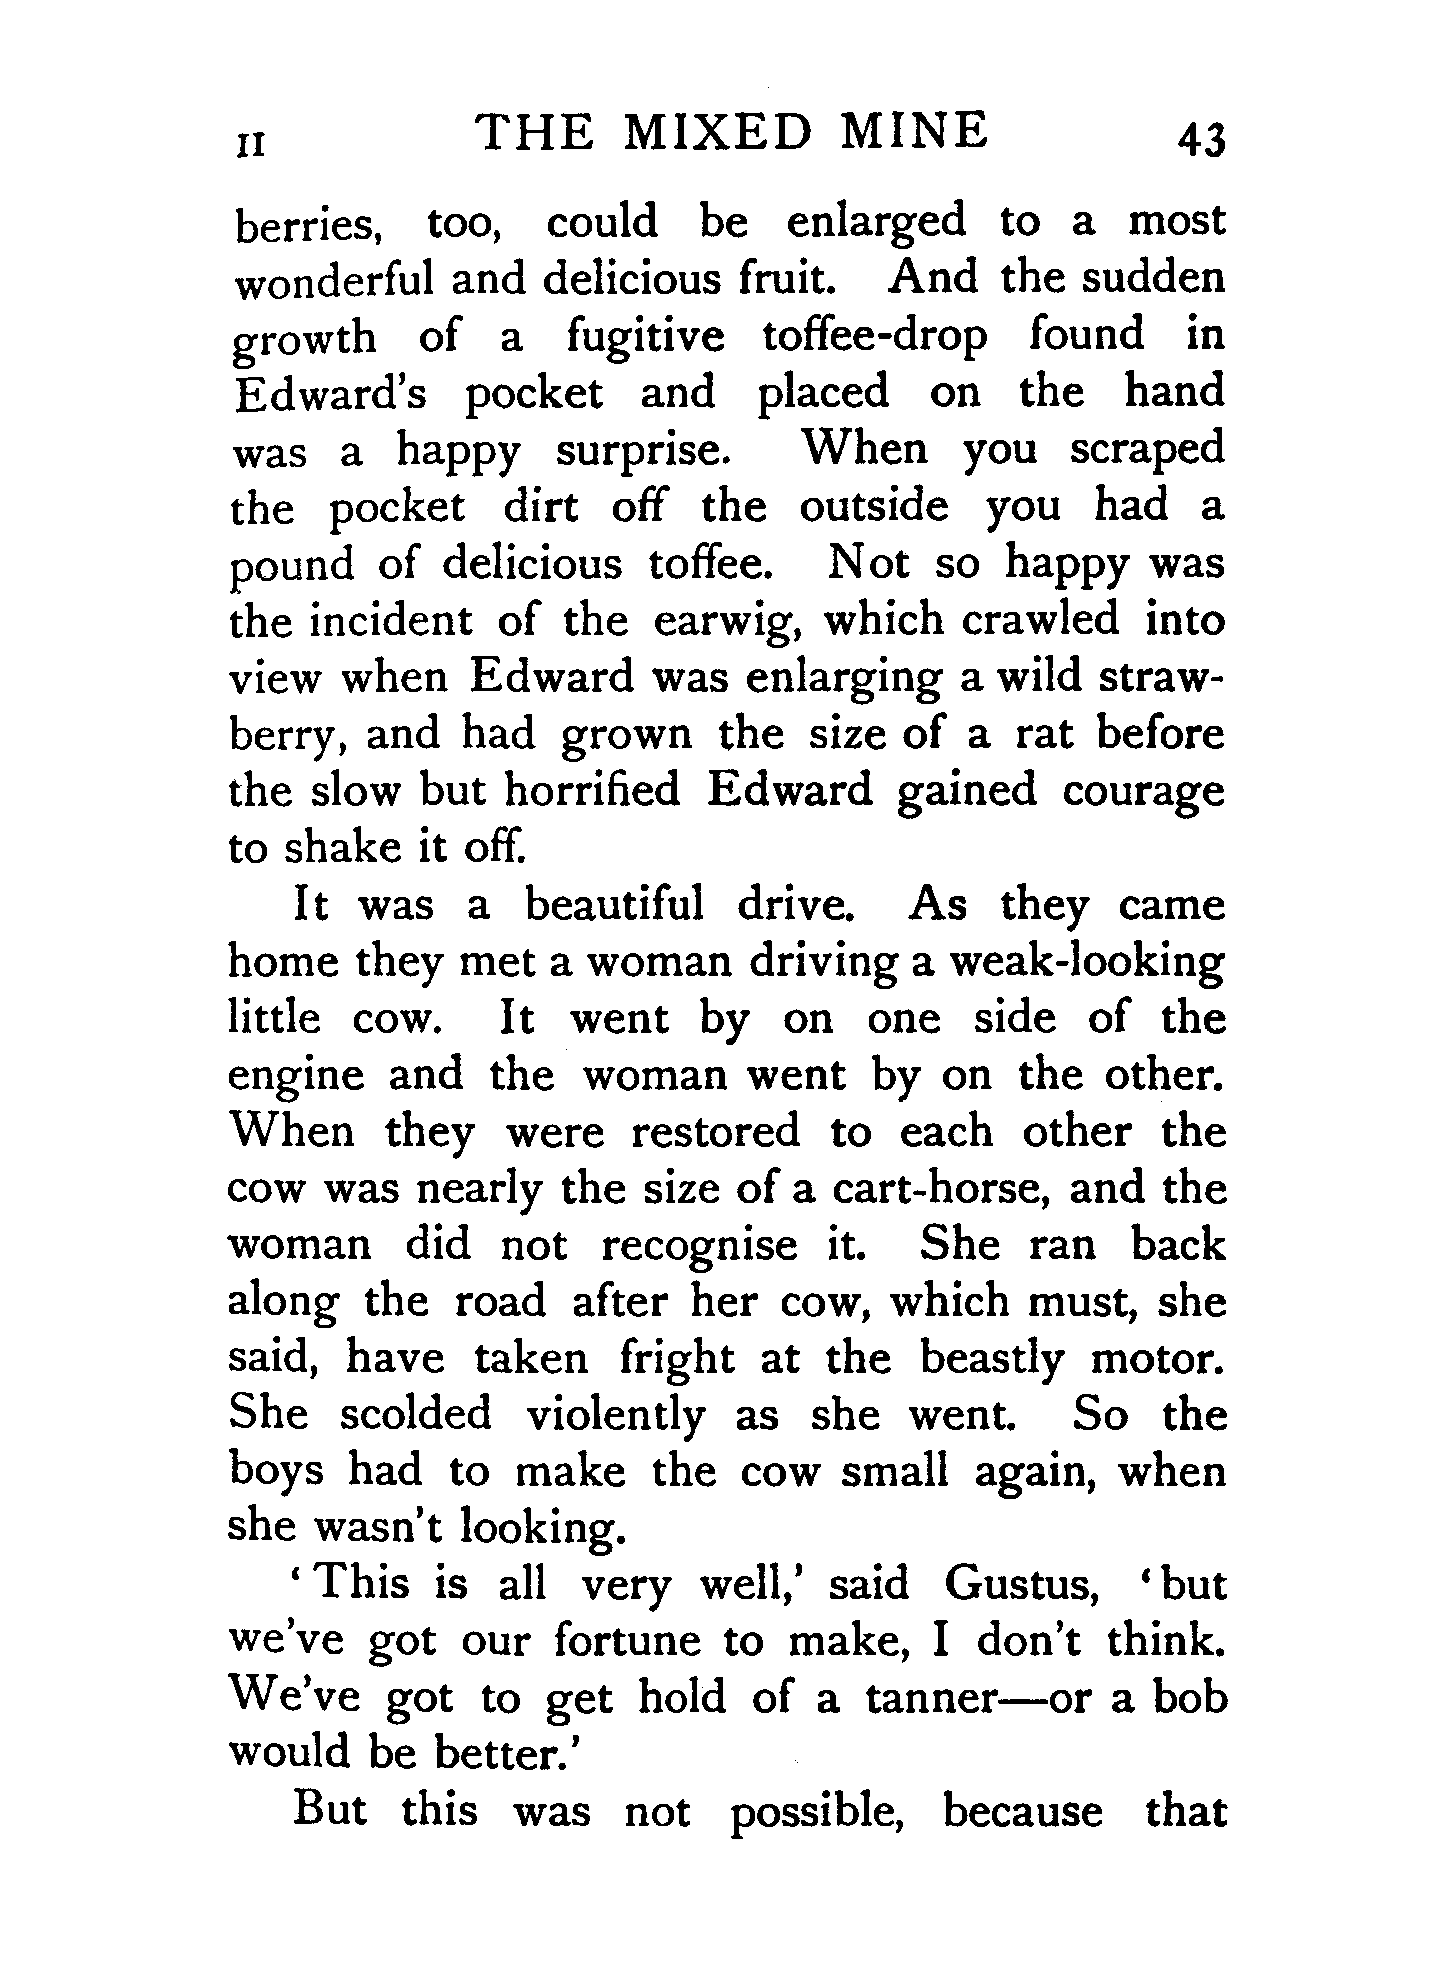 II THE MIXED MINE 43
berries, too, could be enlarged to a most
wonderful and delicious fruit. And the sudden
growth of a fugitive toffee-drop found in
Edward's pocket and placed on the hand
was a happy surprise. When you scraped
the pocket dirt off the outside you had a
pound of delicious toffee. Not so happy was
the incident of the earwig, which crawled into
view when Edward was enlarging a wild straw-
berry, and had grown the size of a rat before
the slow but horrified Edward gained courage
to shake it off.
It was a beautiful drive. As they came
home they met a woman driving a weak-looking
little cow. It went by on one side of the
engine and the woman went by on the other.
When they were restored to each other the
cow was nearly the size of a cart-horse, and the
woman did not recognise it. She ran back
along the road after her cow, which must, she
said, have taken fright at the beastly motor.
She scolded violently as she went. So the
boys had to make the cow small again, when
she wasn't looking.
‘This is all very well,’ said Gustus, ‘but
we've got our fortune to make, I don't think.
We've got to get hold of a tanner—or a bob
would be better.’
But this was not possible, because that